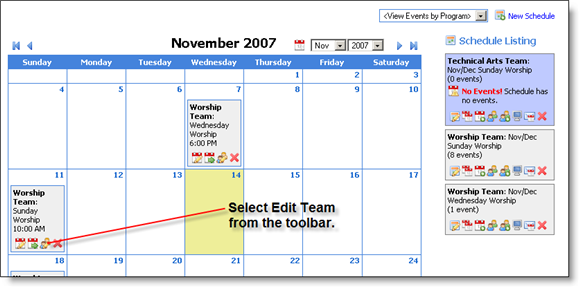 <View Events by Program>
New Schedule
November 2007
Nov
2007
Schedule Listing
Sunday
Monday
Tuesday
Wednesday
Thursday
Friday
Saturday
1
2
3
4
5
6
7
8
9
10
Worship
Team:
Wednesday
Worship
6:00 PM
11
12
13
14
15
16
17
Worship
Team:
Sunday
Worship
10:00 AM
Select Edit Team
from the toolbar.
18
19
20
21
22
23
24
Worship
Technical Arts Team:
Nov/Dec Sunday Worship
(0 events)
No Events! Schedule has
no events.
Worship Team: Nov/Dec
Sunday Worship
(8 events)
Worship Team: Nov/Dec
Wednesday Worship
(1 event)